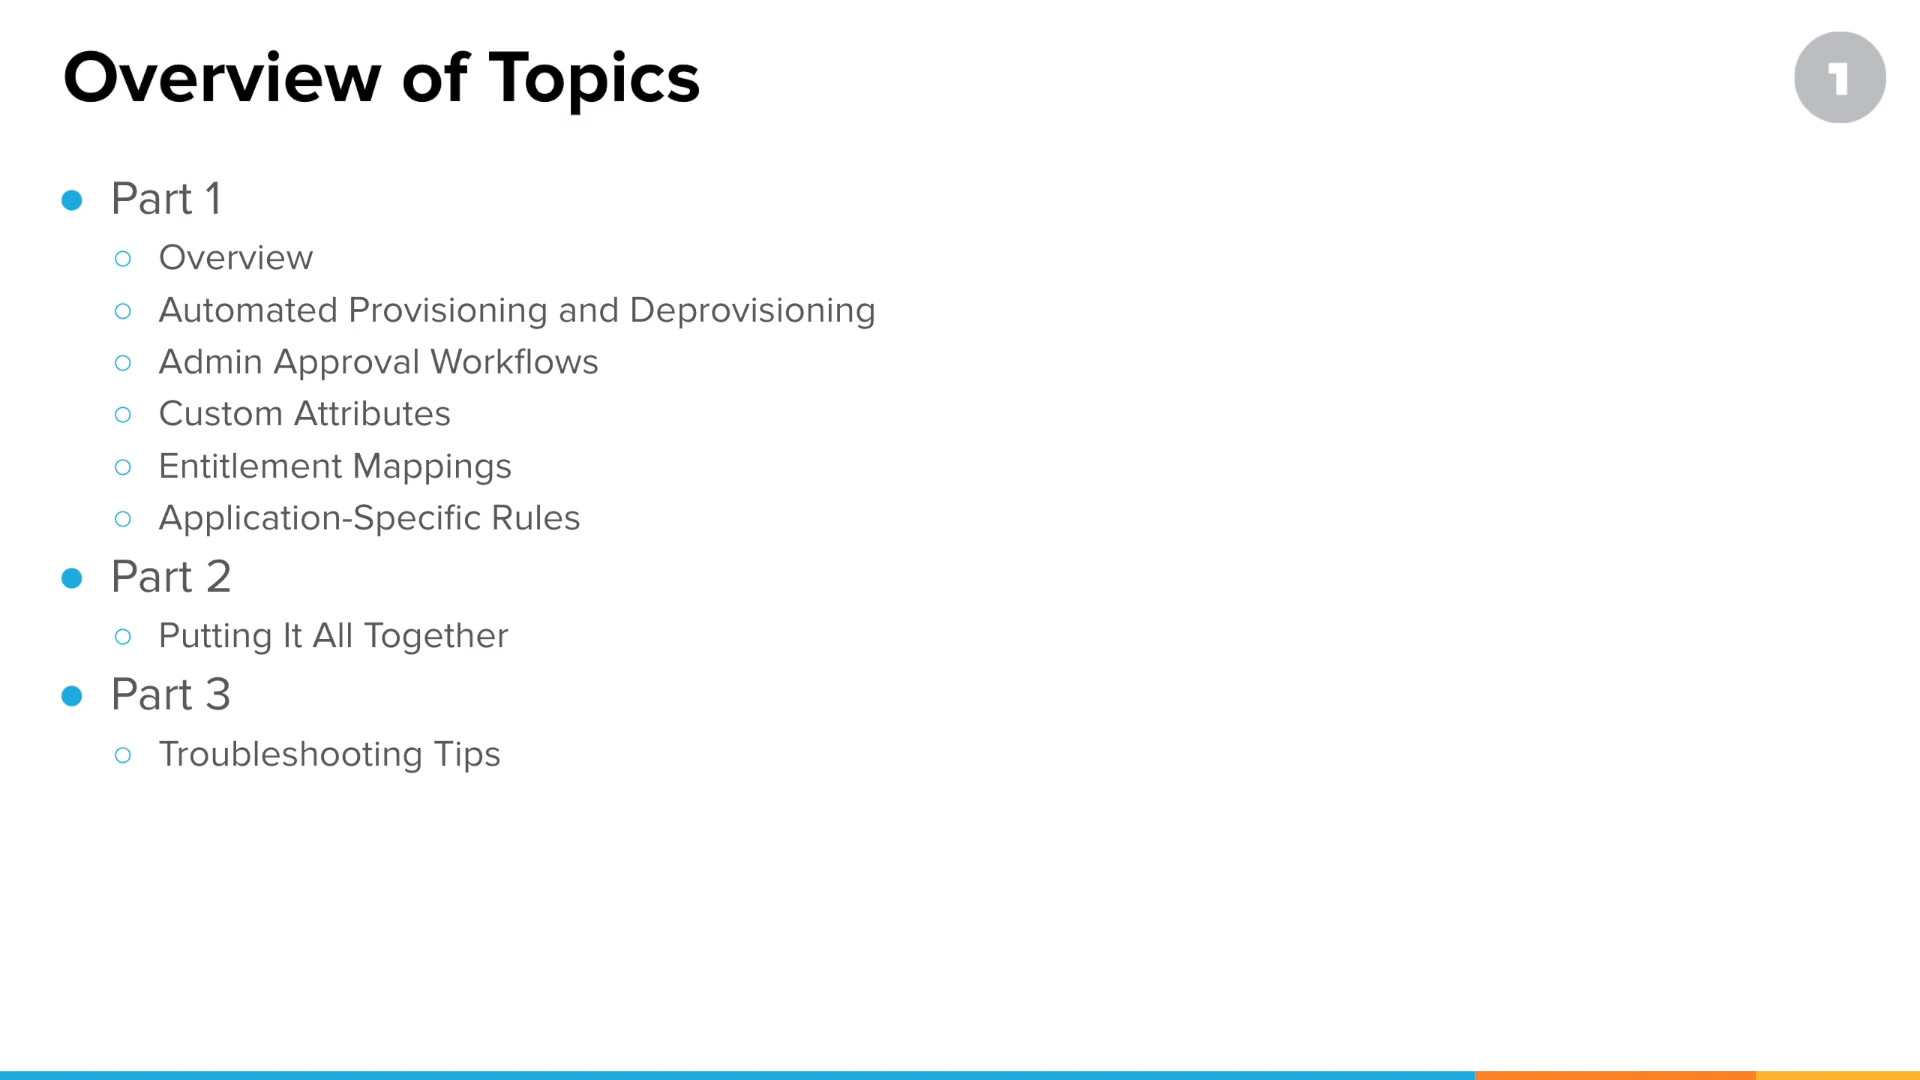 Overview of Topics
1
Part 1
Overview
Automated Provisioning and Deprovisioning
Admin Approval Workflows
Custom Attributes
Entitlement Mappings
Application-Specific Rules
Part 2
Putting It All Together
Part 3
Troubleshooting Tips